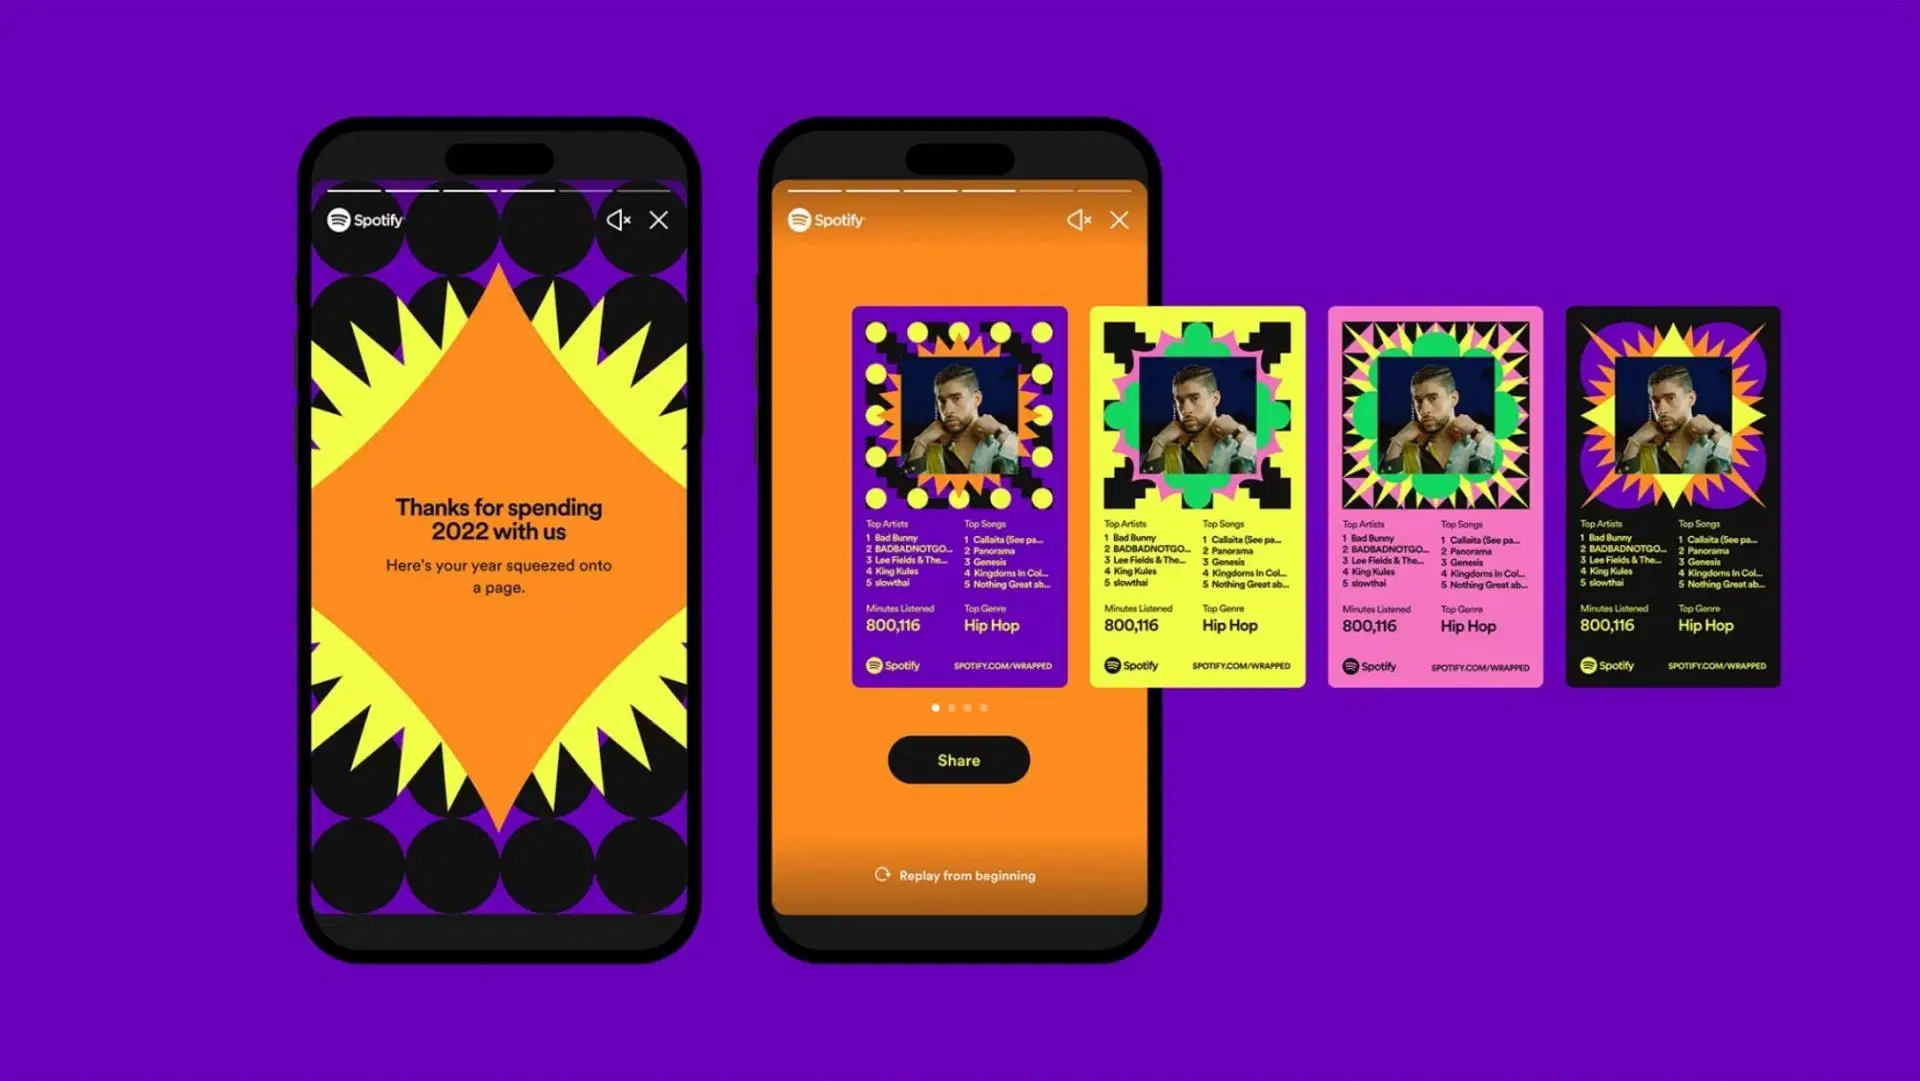 Spotify
Thanks for spending
2022 with us
Here's your year squeezed onto
a page.
Spotify
Top Artists
1 Bad Bunny
2 BADBADNOTGO...
3 Lee Fields & The...
4 King Kules
5 slowthai
Top Songs
1 Callaita (See pa...
2 Panorama
3 Genesis
4 Kingdoms In Col...
5 Nothing Great ab...
Minutes Listened
800,116
Top Genre
Hip Hop
Spotify
SPOTIFY.COM/WRAPPED
Top Artists
1 Bad Bunny
2 BADBADNOTGO...
3 Lee Fields & The...
4 King Kules
5 slowthai
Top Songs
1 Callaita (See pa...
2 Panorama
3 Genesis
4 Kingdoms In Col...
5 Nothing Great ab...
Minutes Listened
800,116
Top Genre
Hip Hop
Spotify
SPOTIFY.COM/WRAPPED
Top Artists
1 Bad Bunny
2 BADBADNOTGO...
3 Lee Fields & The...
4 King Kules
5 slowthai
Top Songs
1 Callaita (See pa...
2 Panorama
3 Genesis
4 Kingdoms In Col...
5 Nothing Great ab...
Minutes Listened
800,116
Top Genre
Hip Hop
Spotify
SPOTIFY.COM/WRAPPED
Top Artists
1 Bad Bunny
2 BADBADNOTGO...
3 Lee Fields & The...
4 King Kules
5 slowthai
Top Songs
1 Callaita (See pa...
2 Panorama
3 Genesis
4 Kingdoms In Col...
5 Nothing Great ab...
Minutes Listened
800,116
Top Genre
Hip Hop
Spotify
SPOTIFY.COM/WRAPPED
Share
Replay from beginning